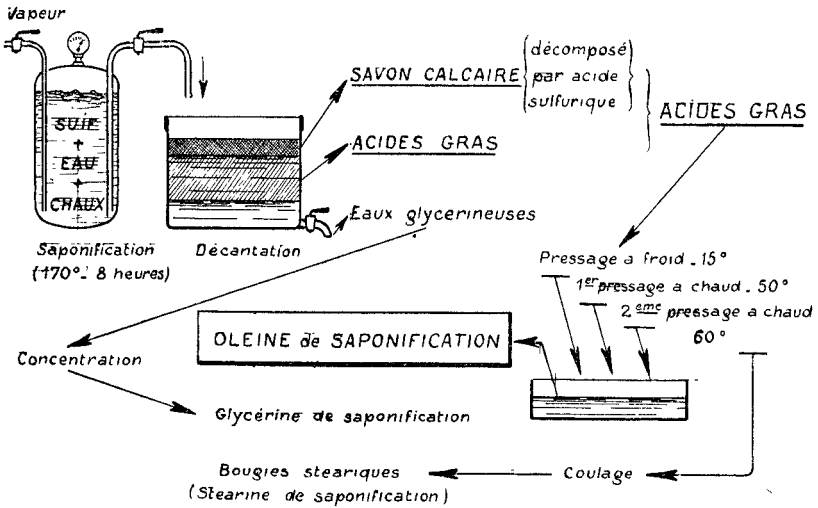 Vapeur
SUIF
+
EAU
+
CHAUX
Saponification
(170°- 8 heures)
Décantation
SAVON CALCAIRE
décomposé
par acide
sulfurique
ACIDES GRAS
ACIDES GRAS
Eaux glycerineuses
Pressage a froid - 15°
1er pressage a chaud - 50°
2eme pressage a chaud
60°
OLEINE de SAPONIFICATION
Concentration
Glycérine de saponification
Bougies steariques
(Stearine de saponification)
Coulage